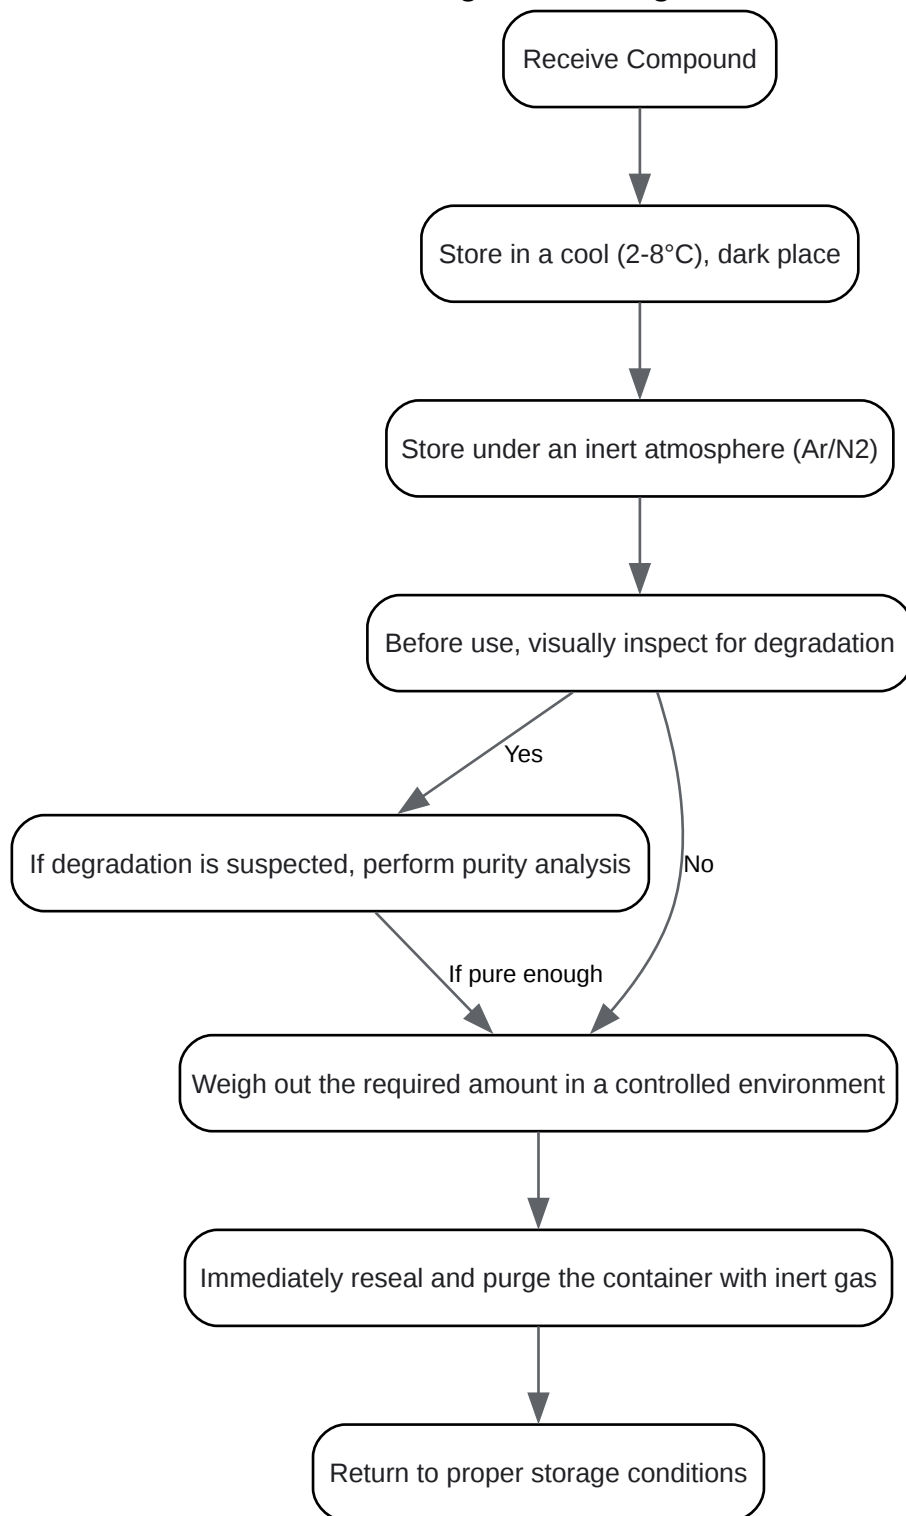 Receive Compound
Store in a cool (2-8°C), dark place
Store under an inert atmosphere (Ar/N2)
Before use, visually inspect for degradation
Yes
If degradation is suspected, perform purity analysis
No
If pure enough
Weigh out the required amount in a controlled environment
Immediately reseal and purge the container with inert gas
Return to proper storage conditions